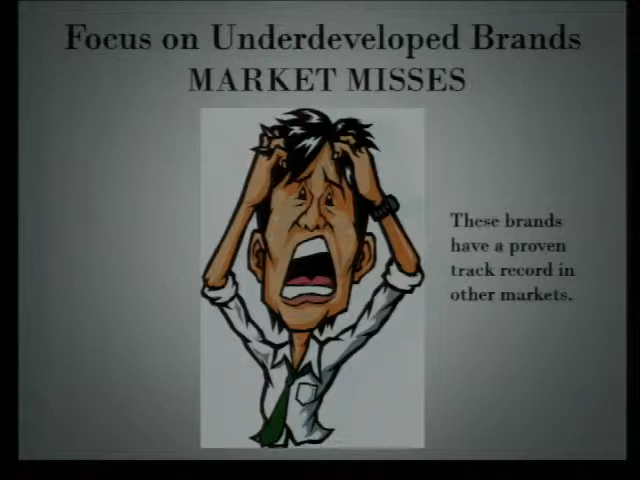 Focus on Underdeveloped Brands
MARKET MISSES
These brands
have a proven
track record in
other markets.